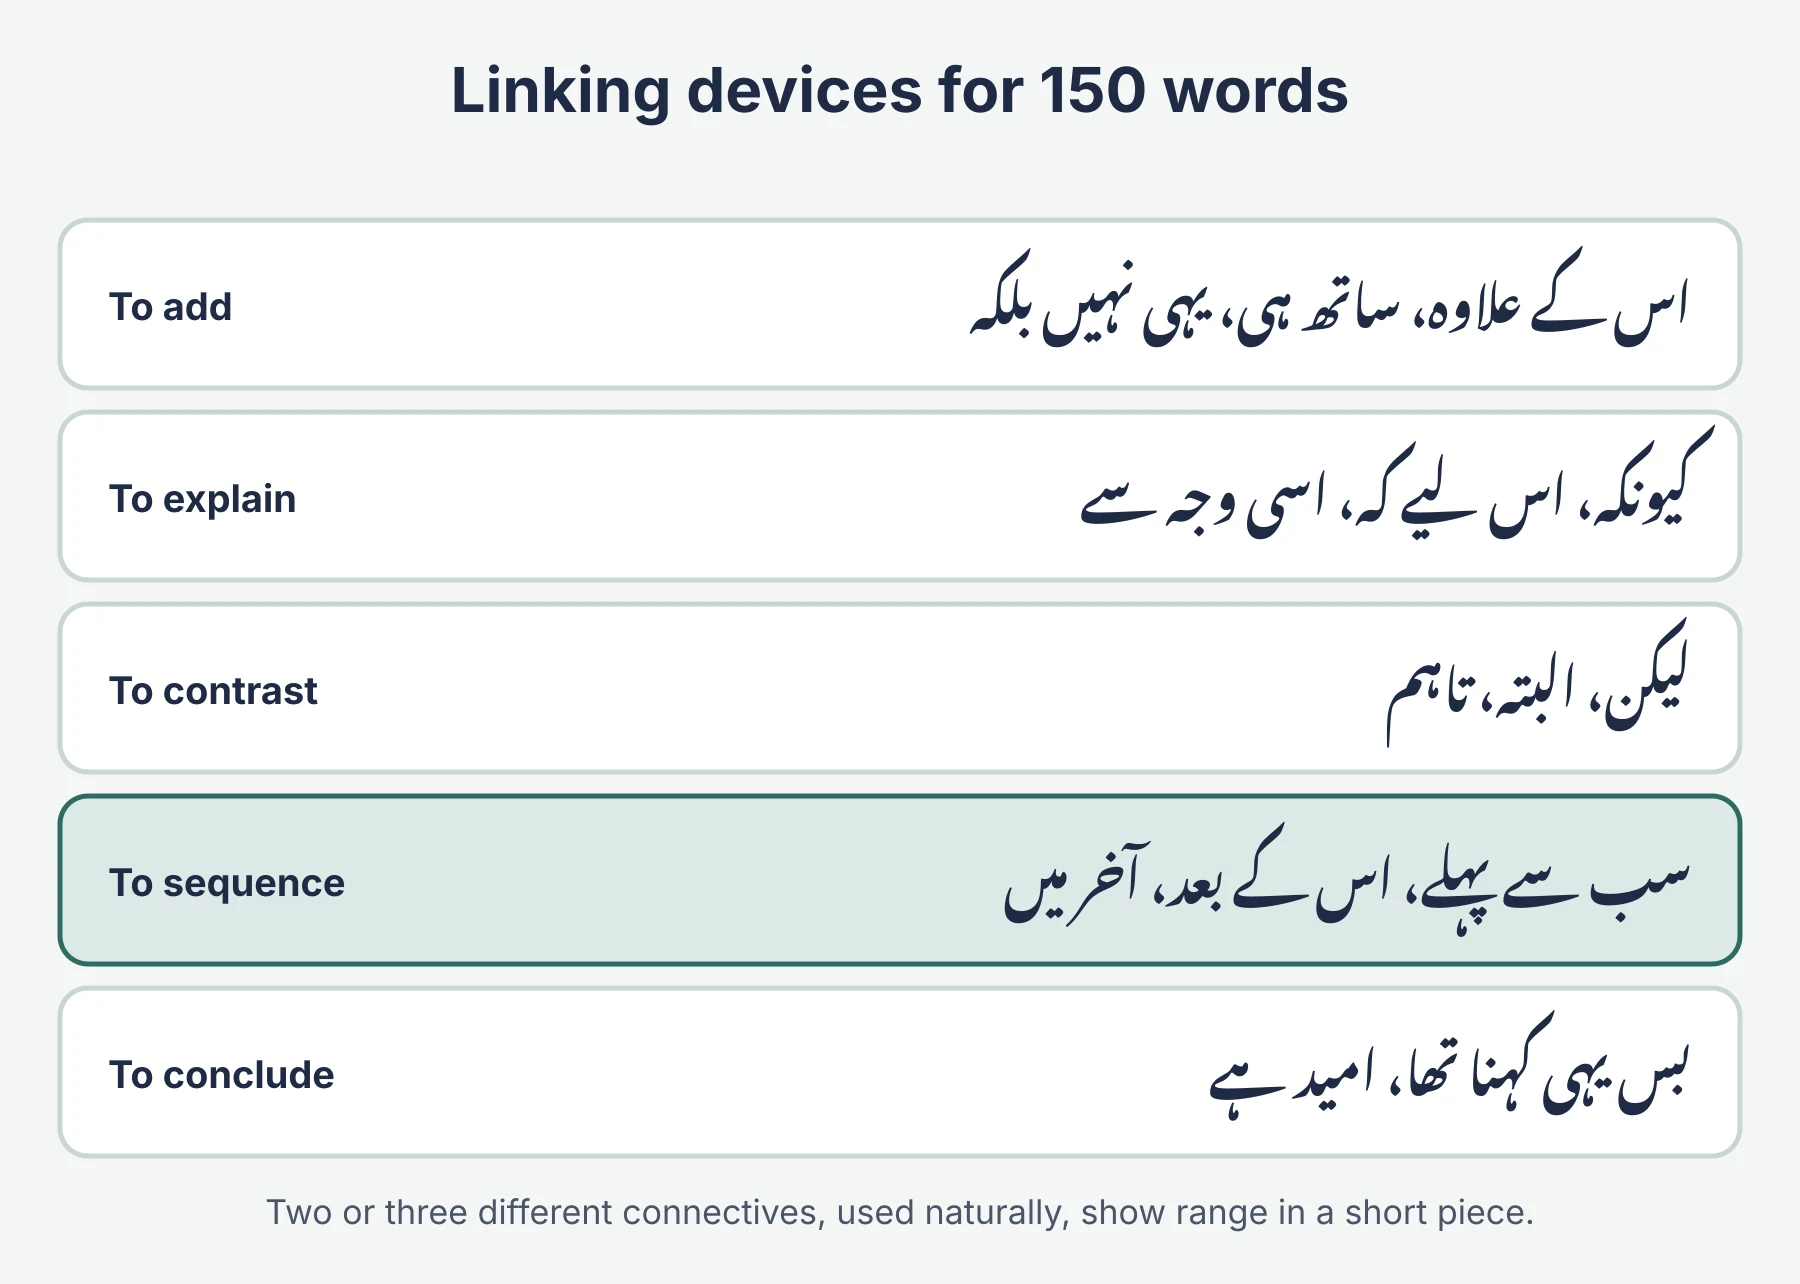 Linking devices for 150 words
To add
اس کے علاوہ، ساتھ ہی، یہی نہیں بلکہ
To explain
کیونکہ، اس لیے کہ، اسی وجہ سے
To contrast
لیکن، البتہ، تاہم
To sequence
سب سے پہلے، اس کے بعد، آخر میں
To conclude
بس یہی کہنا تھا، امید ہے
Two or three different connectives, used naturally, show range in a short piece.